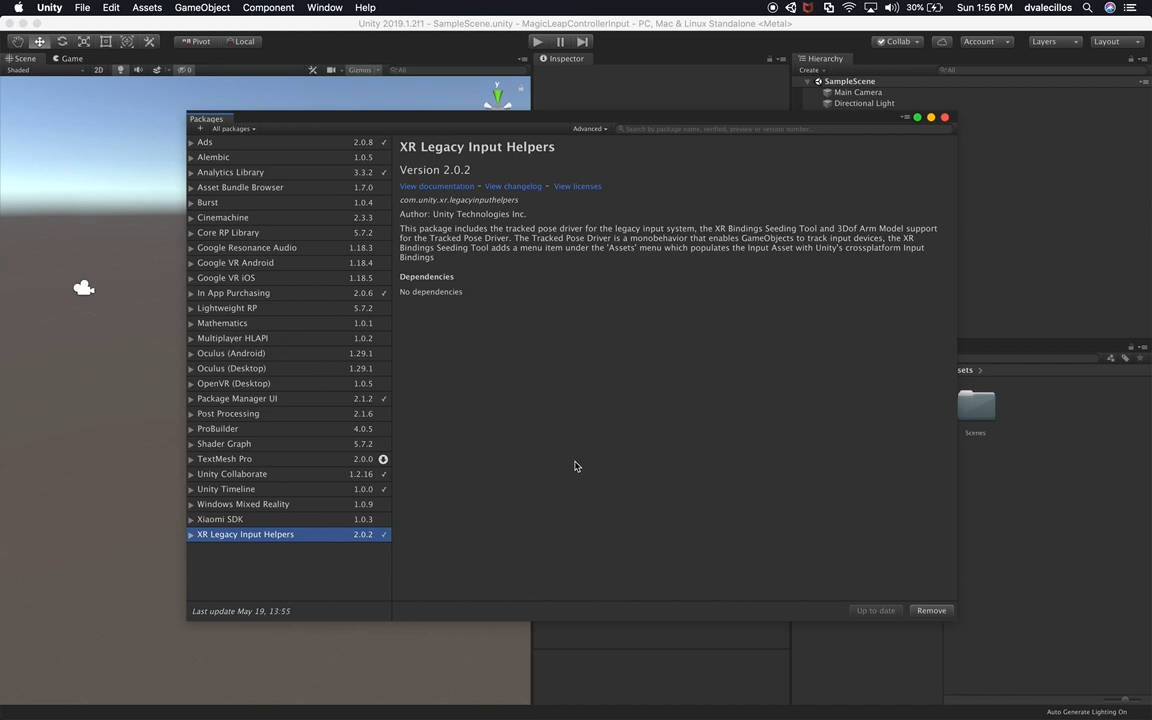 Unity File Edit Assets GameObject Component Window Help 30% Sun 1:56 PM dvalecillos
Unity 2019.1.2f1 - SampleScene.unity - MagicLeapControllerInput - PC, Mac & Linux Standalone <Metal>
Pivot Local Collab Account Layers Layout
Scene Game Inspector Hierarchy
Shaded 2D 0 Gizmos All Create All
SampleScene
Main Camera
Directional Light
y
Packages
All packages Advanced Search by package name, verified, preview or version number...
Ads 2.0.8
Alembic 1.0.5
Analytics Library 3.3.2
Asset Bundle Browser 1.7.0
Burst 1.0.4
Cinemachine 2.3.3
Core RP Library 5.7.2
Google Resonance Audio 1.18.3
Google VR Android 1.18.4
Google VR iOS 1.18.5
In App Purchasing 2.0.6
Lightweight RP 5.7.2
Mathematics 1.0.1
Multiplayer HLAPI 1.0.2
Oculus (Android) 1.29.1
Oculus (Desktop) 1.29.1
OpenVR (Desktop) 1.0.5
Package Manager UI 2.1.2
Post Processing 2.1.6
ProBuilder 4.0.5
Shader Graph 5.7.2
TextMesh Pro 2.0.0
Unity Collaborate 1.2.16
Unity Timeline 1.0.0
Windows Mixed Reality 1.0.9
Xiaomi SDK 1.0.3
XR Legacy Input Helpers 2.0.2
Last update May 19, 13:55
XR Legacy Input Helpers
Version 2.0.2
View documentation - View changelog - View licenses
com.unity.xr.legacyinputhelpers
Author: Unity Technologies Inc.
This package includes the tracked pose driver for the legacy input system, the XR Bindings Seeding Tool and 3Dof Arm Model support
for the Tracked Pose Driver. The Tracked Pose Driver is a monobehavior that enables GameObjects to track input devices, the XR
Bindings Seeding Tool adds a menu item under the 'Assets' menu which populates the Input Asset with Unity's crossplatform Input
Bindings
Dependencies
No dependencies
Up to date Remove
sets
Scenes
Auto Generate Lighting On